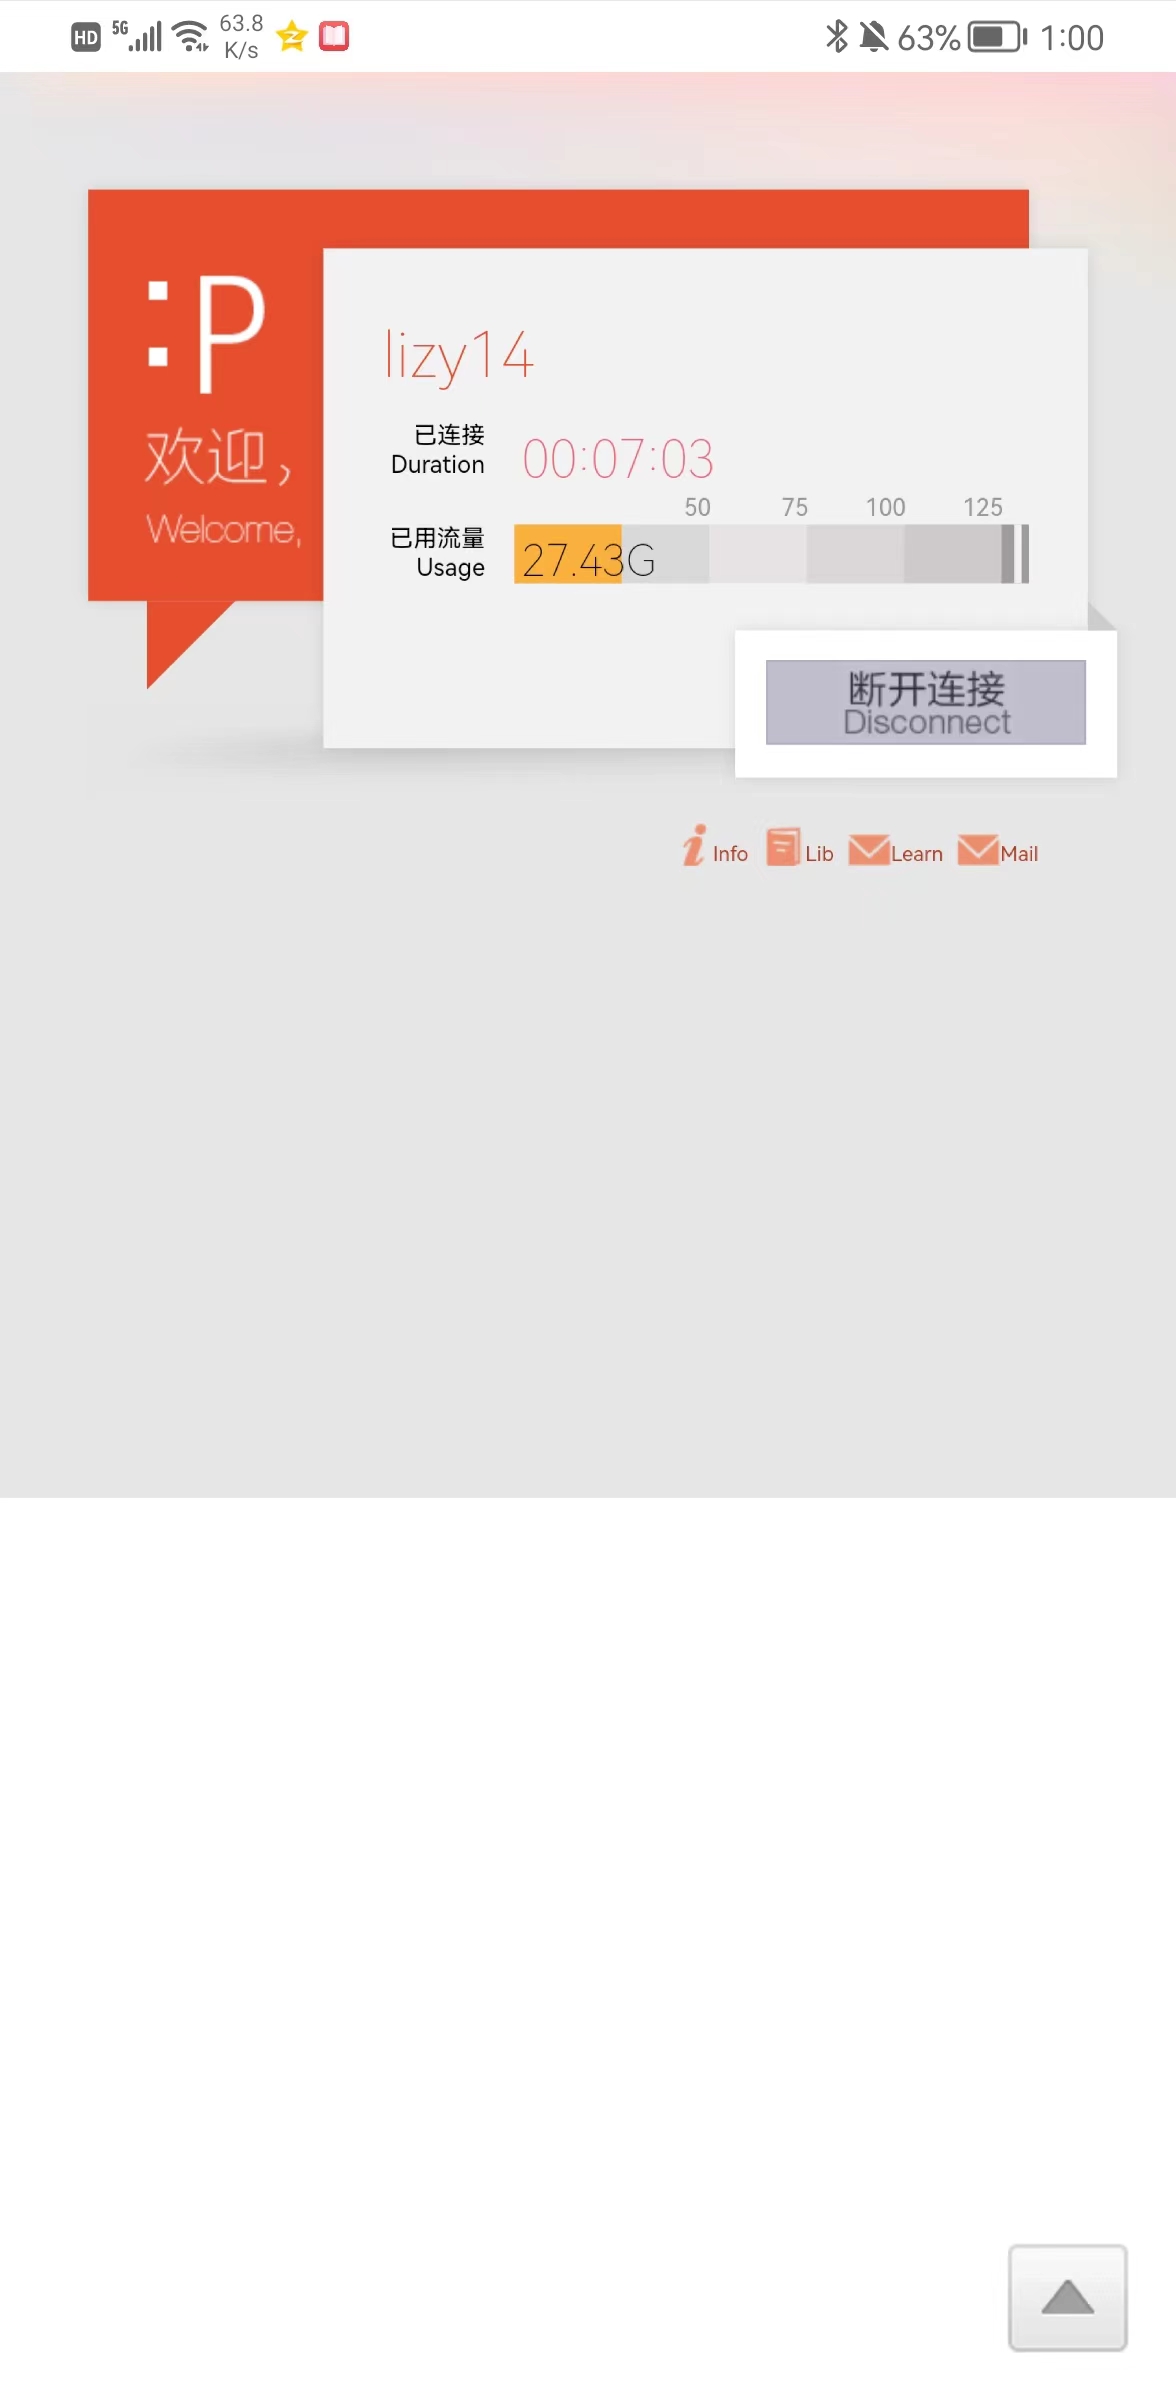 HD 5G 63.8 K/s 63% 1:00
:P
欢迎，
Welcome,
lizy14
已连接
Duration
00:07:03
50 75 100 125
已用流量
Usage
27.43G
断开连接
Disconnect
Info Lib Learn Mail